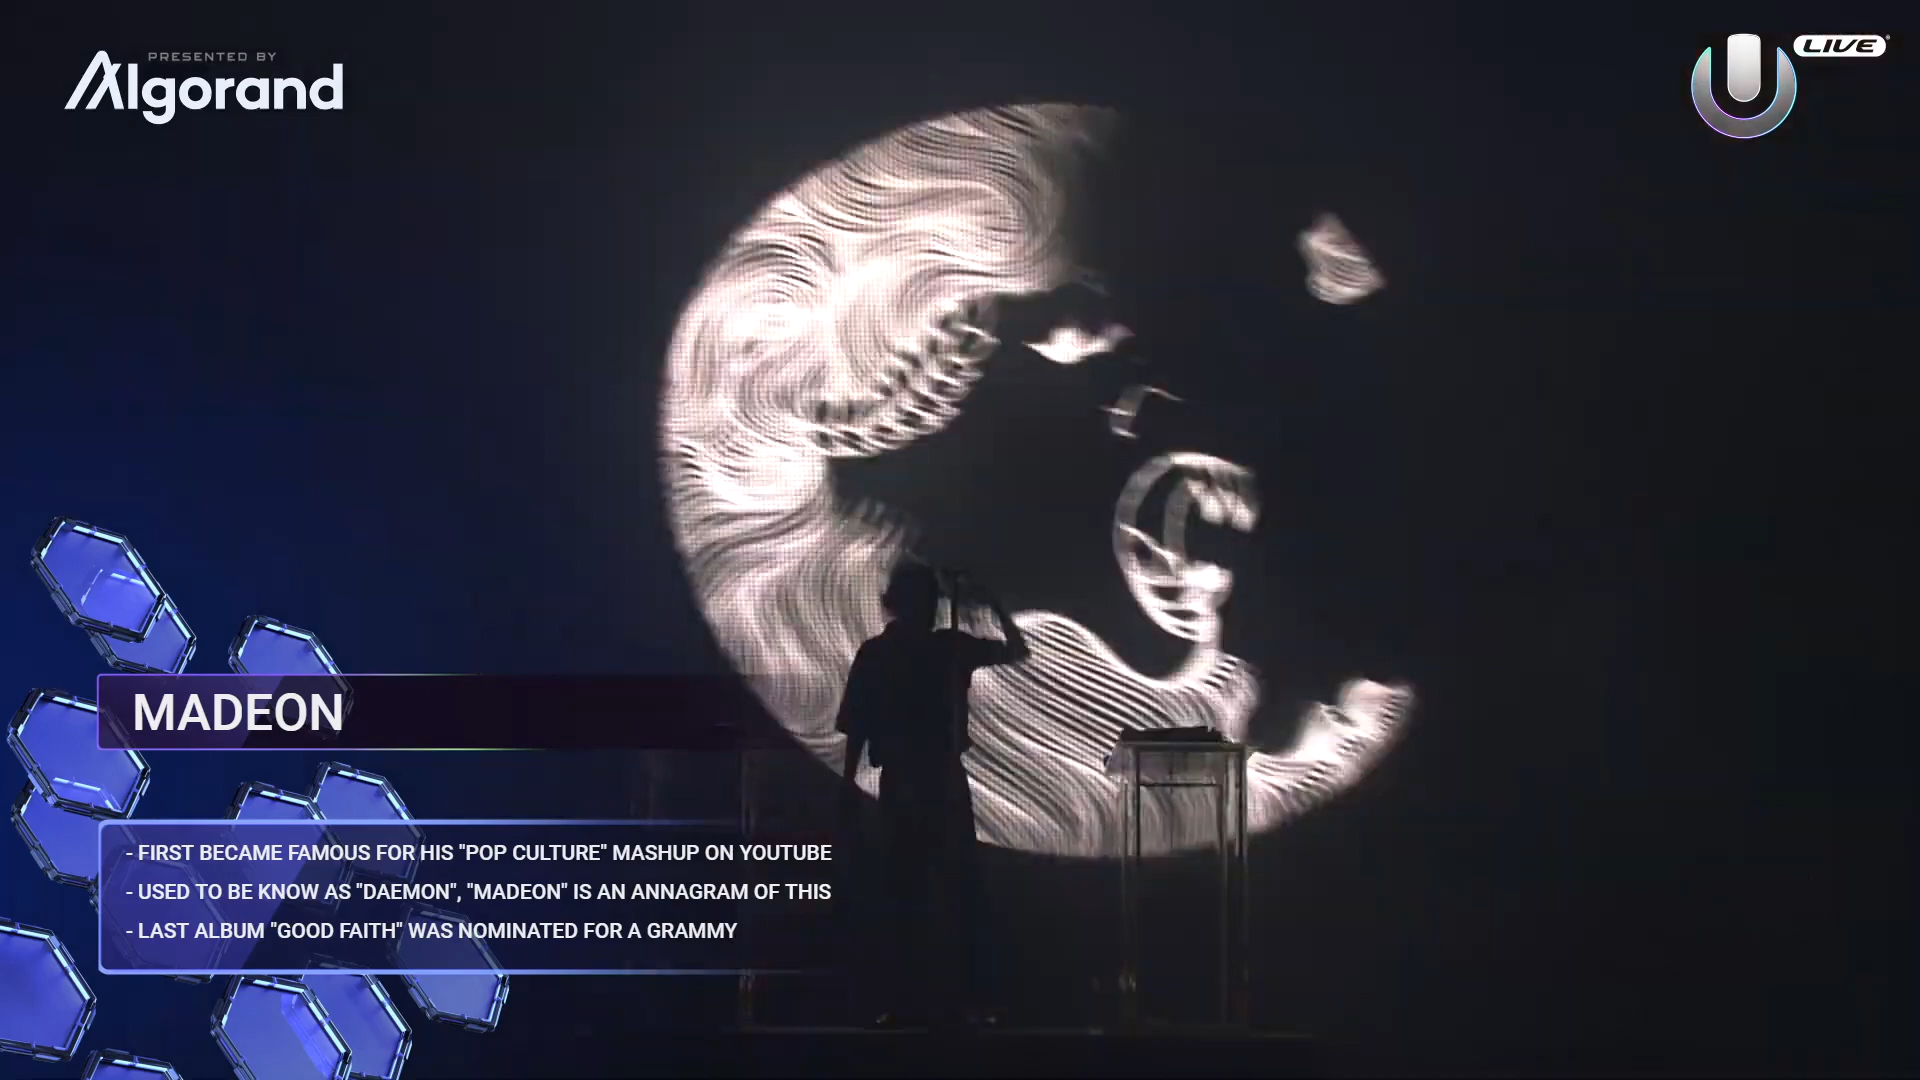 PRESENTED BY
Algorand
LIVE
MADEON
- FIRST BECAME FAMOUS FOR HIS "POP CULTURE" MASHUP ON YOUTUBE
- USED TO BE KNOW AS "DAEMON", "MADEON" IS AN ANNAGRAM OF THIS
- LAST ALBUM "GOOD FAITH" WAS NOMINATED FOR A GRAMMY